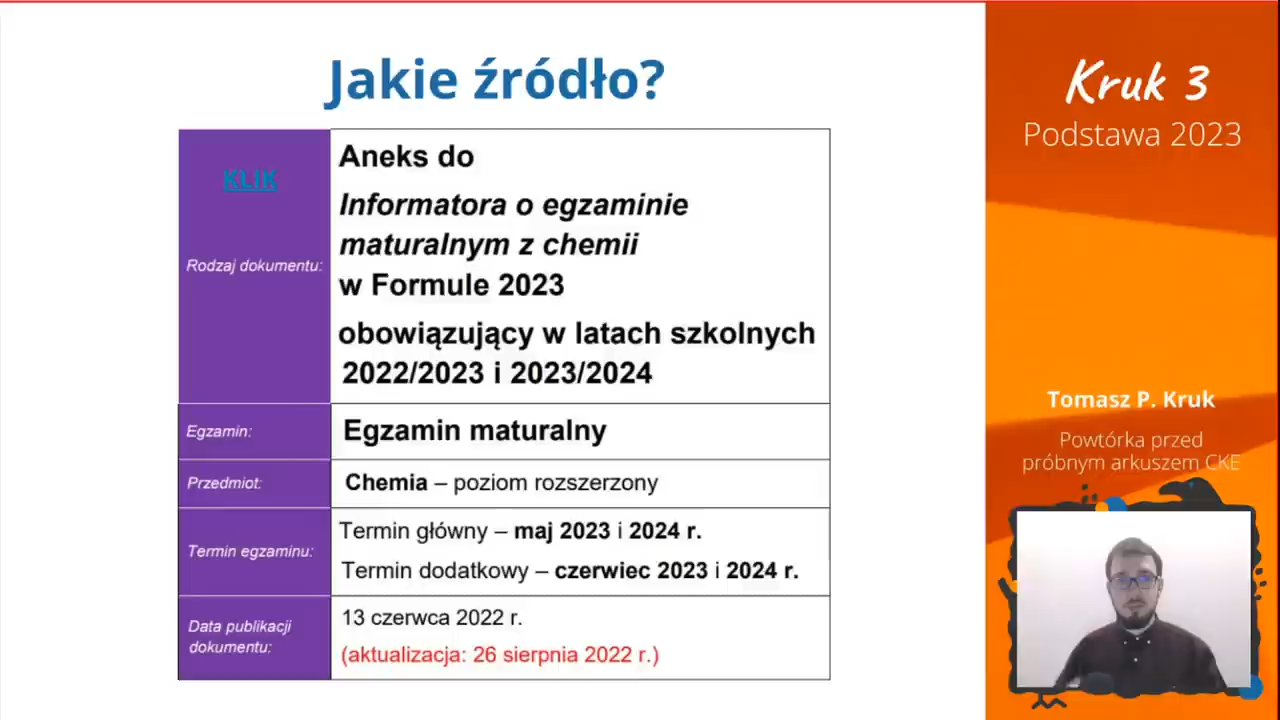 Jakie źródło?
KLIK
Rodzaj dokumentu:
Aneks do
Informatora o egzaminie
maturalnym z chemii
w Formule 2023
obowiązujący w latach szkolnych
2022/2023 i 2023/2024
Egzamin:
Egzamin maturalny
Przedmiot:
Chemia – poziom rozszerzony
Termin egzaminu:
Termin główny – maj 2023 i 2024 r.
Termin dodatkowy – czerwiec 2023 i 2024 r.
Data publikacji
dokumentu:
13 czerwca 2022 r.
(aktualizacja: 26 sierpnia 2022 r.)
Kruk 3
Podstawa 2023
Tomasz P. Kruk
Powtórka przed
próbnym arkuszem CKE